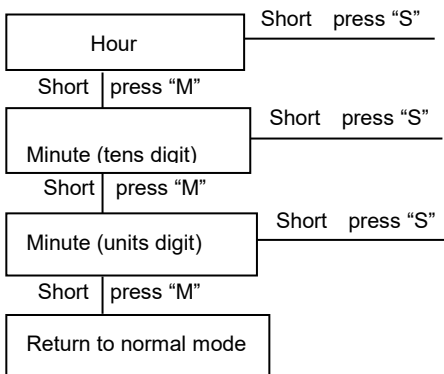 Short press “S”
Hour
Short press “M”
Short press “S”
Minute (tens digit)
Short press “M”
Short press “S”
Minute (units digit)
Short press “M”
Return to normal mode